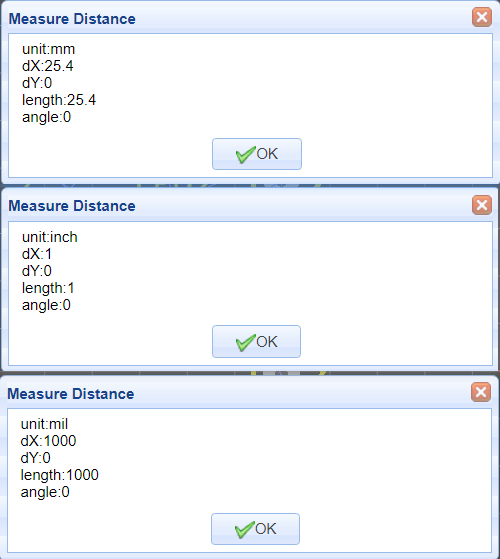 Measure Distance
unit:mm
dX:25.4
dY:0
length:25.4
angle:0
OK
Measure Distance
unit:inch
dX:1
dY:0
length:1
angle:0
OK
Measure Distance
unit:mil
dX:1000
dY:0
length:1000
angle:0
OK